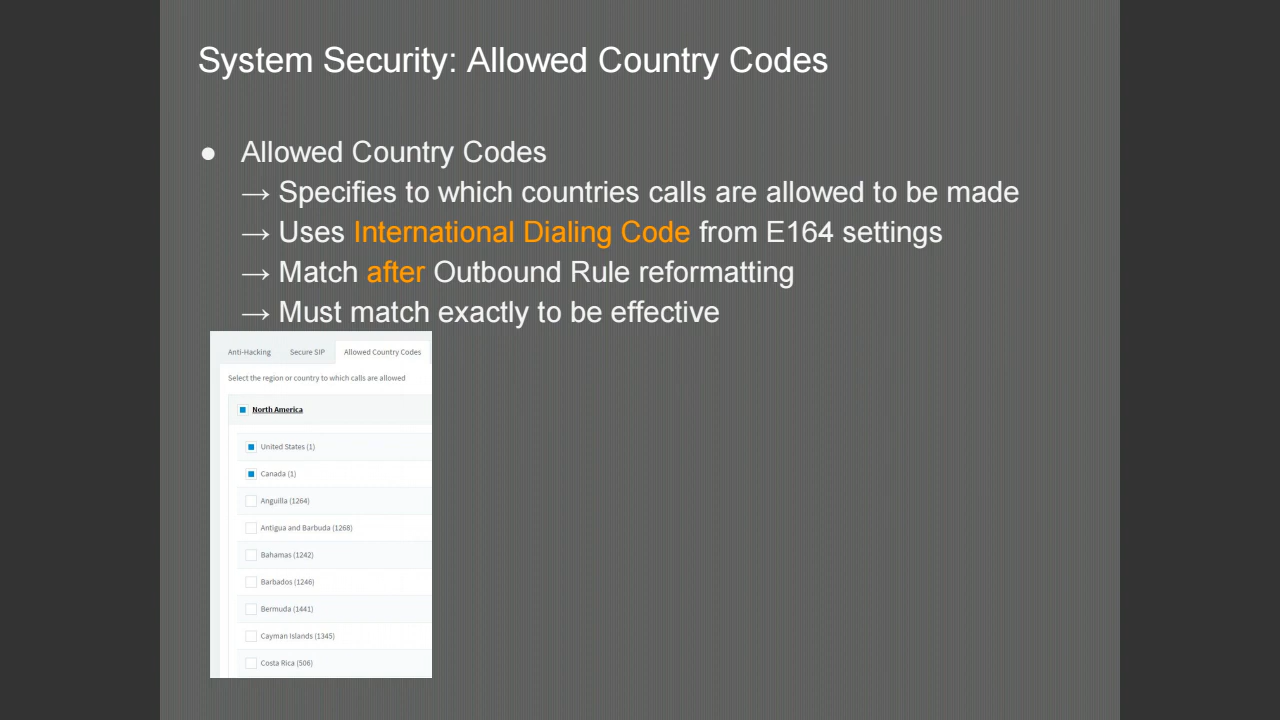 System Security: Allowed Country Codes
● Allowed Country Codes
→ Specifies to which countries calls are allowed to be made
→ Uses International Dialing Code from E164 settings
→ Match after Outbound Rule reformatting
→ Must match exactly to be effective
Anti-Hacking Secure SIP Allowed Country Codes
Select the region or country to which calls are allowed
North America
United States (1)
Canada (1)
Anguilla (1264)
Antigua and Barbuda (1268)
Bahamas (1242)
Barbados (1246)
Bermuda (1441)
Cayman Islands (1345)
Costa Rica (506)